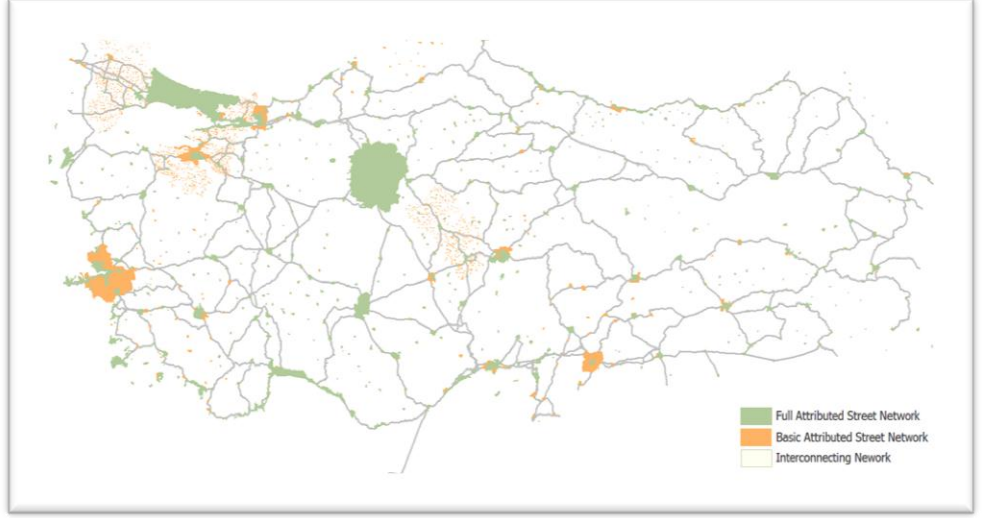 Full Attributed Street Network
Basic Attributed Street Network
Interconnecting Nework